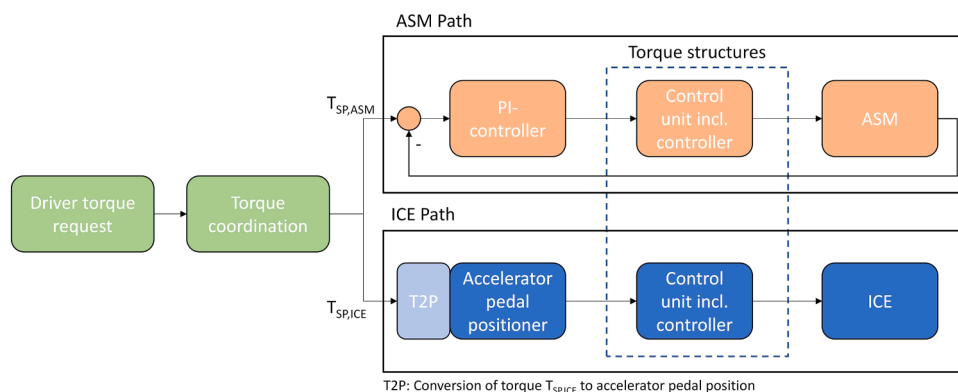 ASM Path
Torque structures
T_SP,ASM
PI-
controller
Control
unit incl.
controller
ASM
-
Driver torque
request
Torque
coordination
ICE Path
T_SP,ICE
T2P
Accelerator
pedal
positioner
Control
unit incl.
controller
ICE
T2P: Conversion of torque T_SP,ICE to accelerator pedal position